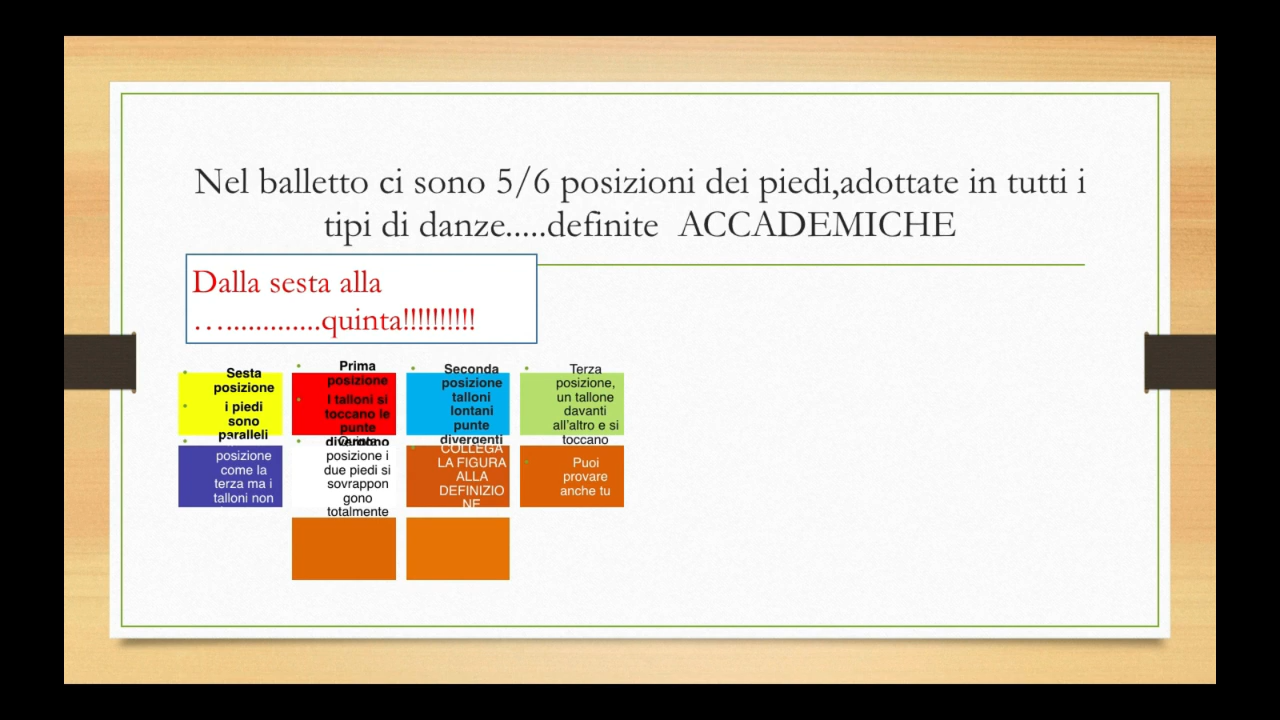 Nel balletto ci sono 5/6 posizioni dei piedi,adottate in tutti i
tipi di danze.....definite ACCADEMICHE
Dalla sesta alla
…............quinta!!!!!!!!!!
Sesta
posizione
i piedi
sono
paralleli
Prima
posizione
I talloni si
toccano le
punte
divergono
Seconda
posizione
talloni
lontani
punte
divergenti
Terza
posizione,
un tallone
davanti
all'altro e si
toccano
posizione
come la
terza ma i
talloni non
Quinta
posizione i
due piedi si
sovrappon
gono
totalmente
COLLEGA
LA FIGURA
ALLA
DEFINIZIO
NE
Puoi
provare
anche tu